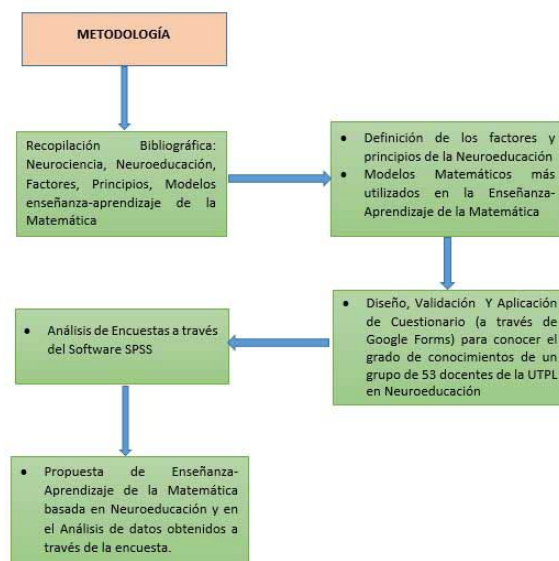 METODOLOGÍA
Recopilación Bibliográfica:
Neurociencia, Neuroeducación,
Factores, Principios, Modelos
enseñanza-aprendizaje de la
Matemática
● Definición de los factores y
principios de la Neuroeducación
● Modelos Matemáticos más
utilizados en la Enseñanza-
Aprendizaje de la Matemática
● Diseño, Validación Y Aplicación
de Cuestionario (a través de
Google Forms) para conocer el
grado de conocimientos de un
grupo de 53 docentes de la UTPL
en Neuroeducación
● Análisis de Encuestas a través
del Software SPSS
● Propuesta de Enseñanza-
Aprendizaje de la Matemática
basada en Neuroeducación y en
el Análisis de datos obtenidos a
través de la encuesta.